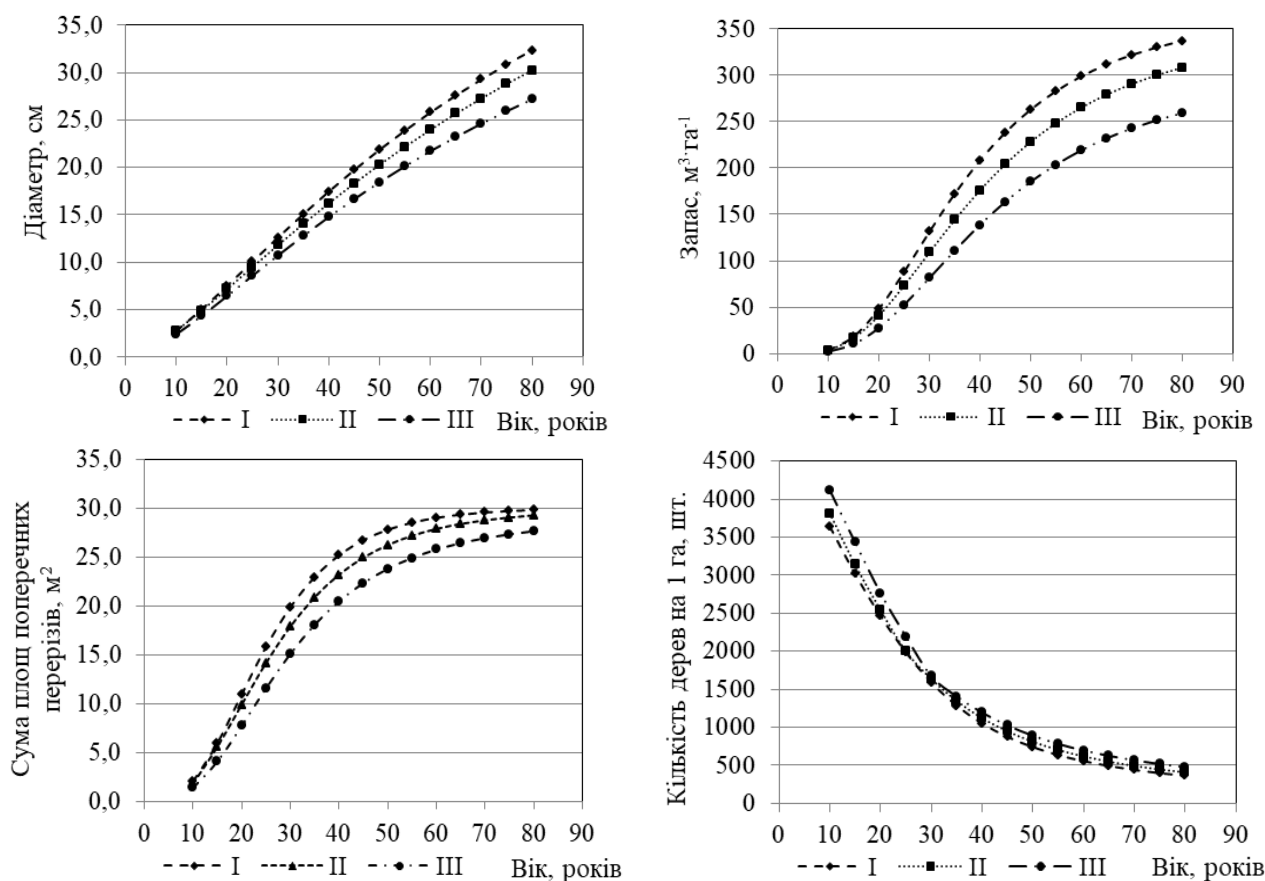 Діаметр, см
35,0
30,0
25,0
20,0
15,0
10,0
5,0
0,0
0 10 20 30 40 50 60 70 80 90
I II III Вік, років
Запас, м³·га⁻¹
350
300
250
200
150
100
50
0
0 10 20 30 40 50 60 70 80 90
I II III Вік, років
Сума площ поперечних
перерізів, м²
35,0
30,0
25,0
20,0
15,0
10,0
5,0
0,0
0 10 20 30 40 50 60 70 80 90
I II III Вік, років
Кількість дерев на 1 га, шт.
4500
4000
3500
3000
2500
2000
1500
1000
500
0
0 10 20 30 40 50 60 70 80 90
I II III Вік, років